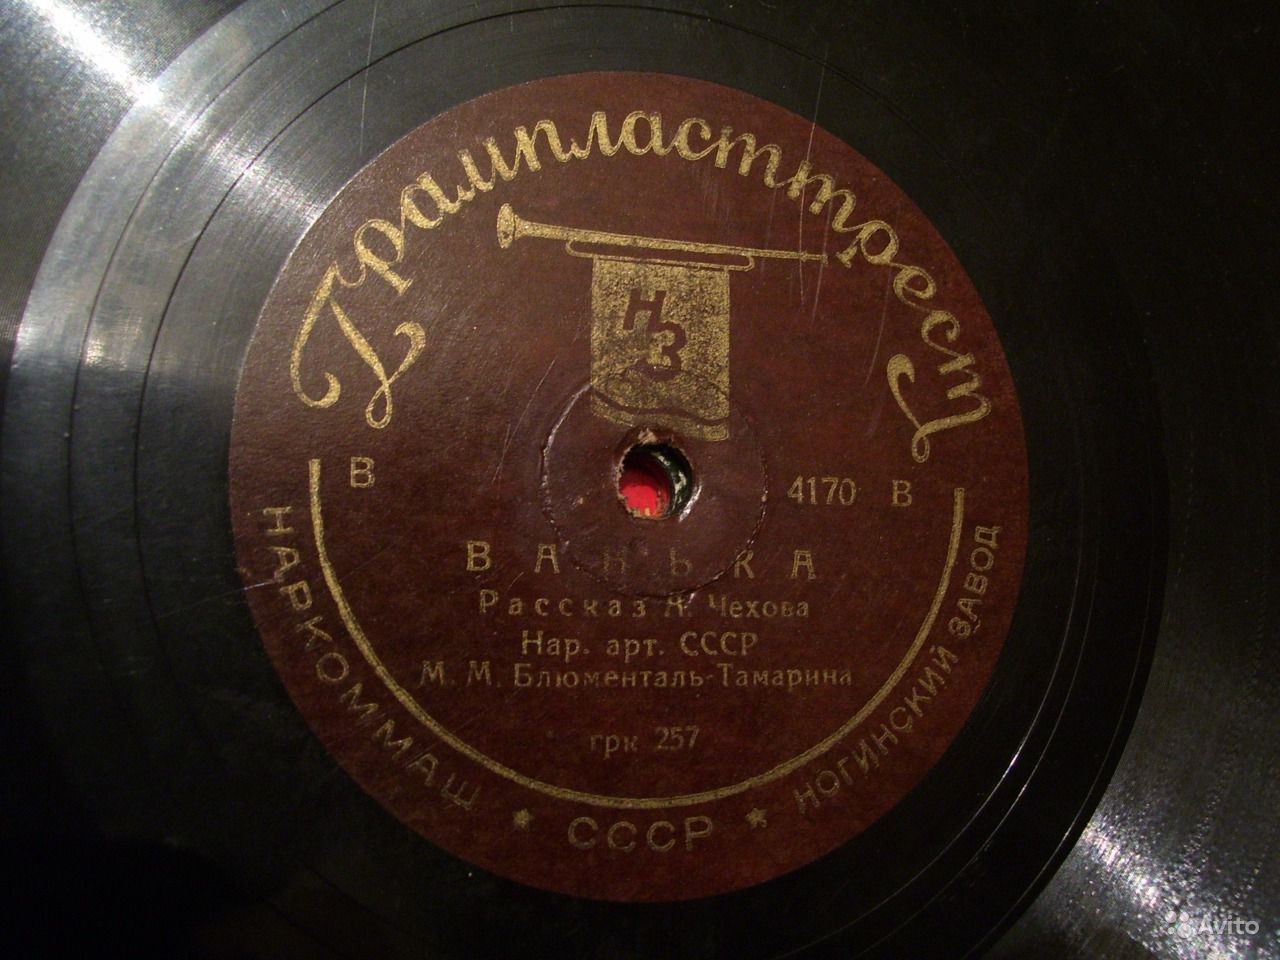 Грампласттрест
НЗ
В
4170 В
ВАНЬКА
Рассказ А. Чехова
Нар. арт. СССР
М. М. Блюменталь-Тамарина
грк 257
НАРКОММАШ * СССР * НОГИНСКИЙ ЗАВОД
Avito